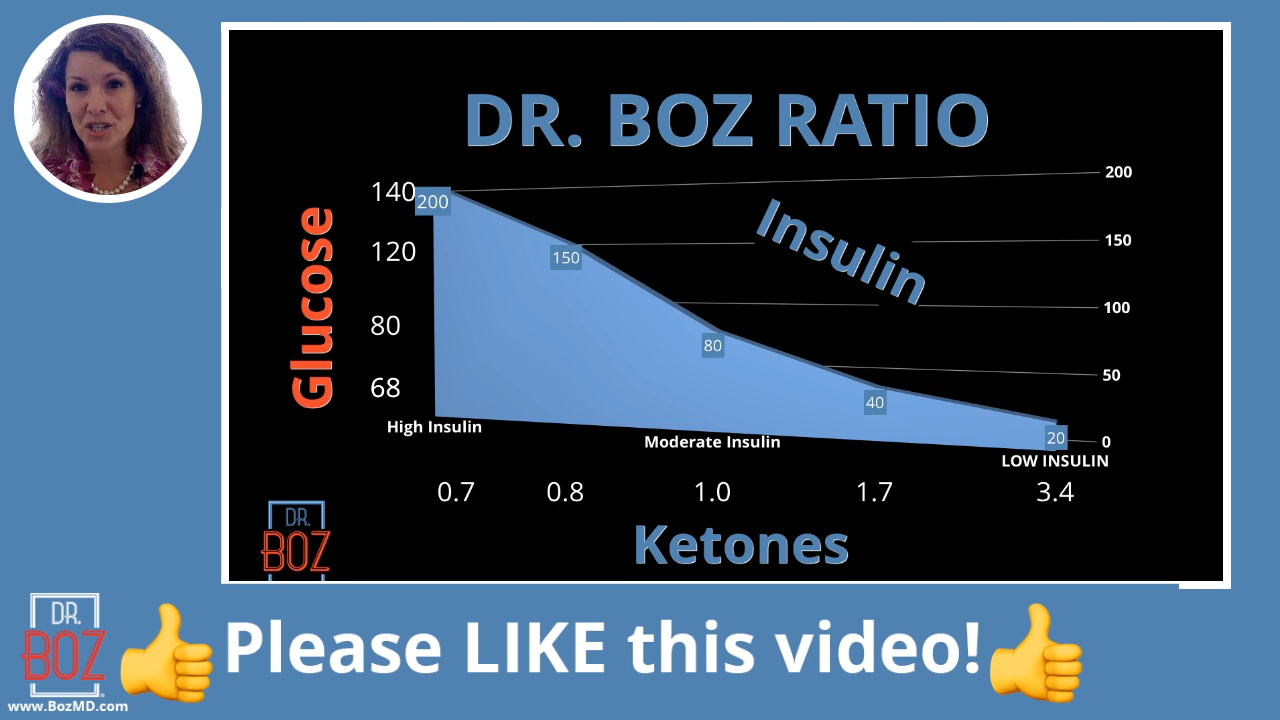 DR. BOZ RATIO
Glucose
140
120
80
68
200
150
80
40
20
Insulin
200
150
100
50
0
High Insulin
Moderate Insulin
LOW INSULIN
0.7
0.8
1.0
1.7
3.4
Ketones
DR.
BOZ
DR.
BOZ
Please LIKE this video!
www.BozMD.com